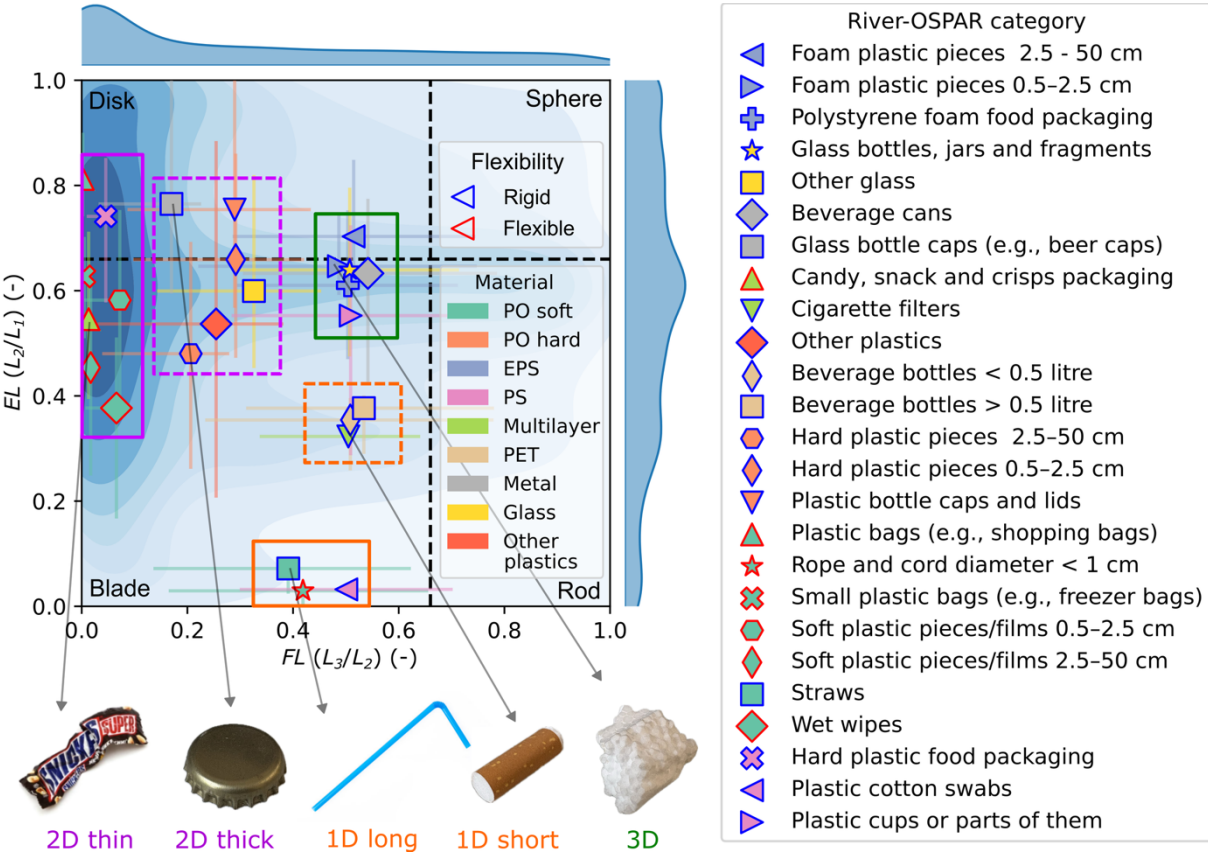 1.0
0.8
0.6
0.4
0.2
0.0
EL (L2/L1) (-)
Disk
Sphere
Blade
Rod
Flexibility
Rigid
Flexible
Material
PO soft
PO hard
EPS
PS
Multilayer
PET
Metal
Glass
Other
plastics
0.0 0.2 0.4 0.6 0.8 1.0
FL (L3/L2) (-)
SNICKERS
SUPER
2D thin 2D thick 1D long 1D short 3D
River-OSPAR category
Foam plastic pieces 2.5 - 50 cm
Foam plastic pieces 0.5–2.5 cm
Polystyrene foam food packaging
Glass bottles, jars and fragments
Other glass
Beverage cans
Glass bottle caps (e.g., beer caps)
Candy, snack and crisps packaging
Cigarette filters
Other plastics
Beverage bottles < 0.5 litre
Beverage bottles > 0.5 litre
Hard plastic pieces 2.5–50 cm
Hard plastic pieces 0.5–2.5 cm
Plastic bottle caps and lids
Plastic bags (e.g., shopping bags)
Rope and cord diameter < 1 cm
Small plastic bags (e.g., freezer bags)
Soft plastic pieces/films 0.5–2.5 cm
Soft plastic pieces/films 2.5–50 cm
Straws
Wet wipes
Hard plastic food packaging
Plastic cotton swabs
Plastic cups or parts of them